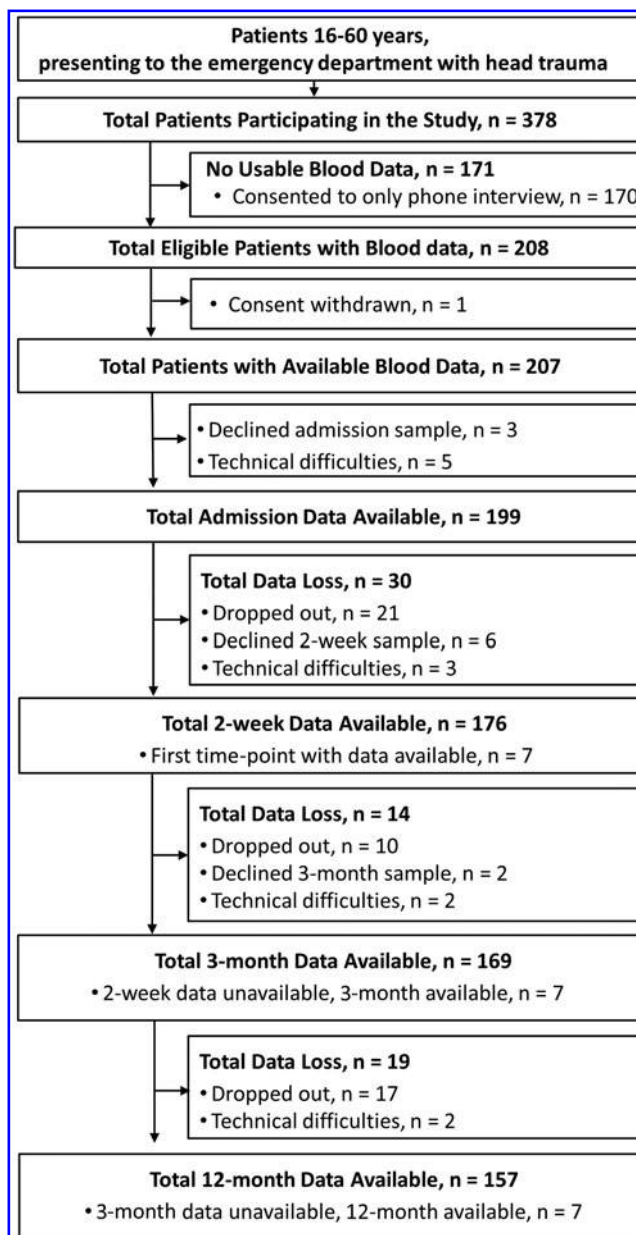 Patients 16-60 years,
presenting to the emergency department with head trauma
Total Patients Participating in the Study, n = 378
No Usable Blood Data, n = 171
• Consented to only phone interview, n = 170
Total Eligible Patients with Blood data, n = 208
• Consent withdrawn, n = 1
Total Patients with Available Blood Data, n = 207
• Declined admission sample, n = 3
• Technical difficulties, n = 5
Total Admission Data Available, n = 199
Total Data Loss, n = 30
• Dropped out, n = 21
• Declined 2-week sample, n = 6
• Technical difficulties, n = 3
Total 2-week Data Available, n = 176
• First time-point with data available, n = 7
Total Data Loss, n = 14
• Dropped out, n = 10
• Declined 3-month sample, n = 2
• Technical difficulties, n = 2
Total 3-month Data Available, n = 169
• 2-week data unavailable, 3-month available, n = 7
Total Data Loss, n = 19
• Dropped out, n = 17
• Technical difficulties, n = 2
Total 12-month Data Available, n = 157
• 3-month data unavailable, 12-month available, n = 7